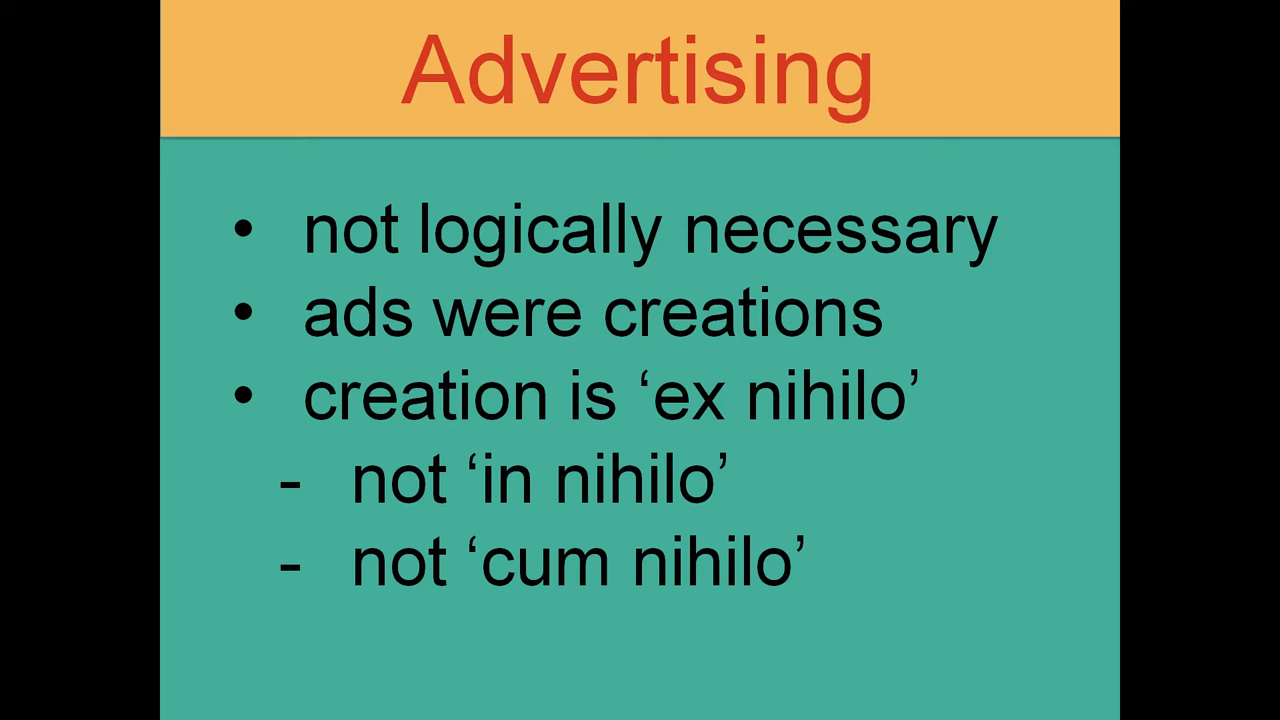 Advertising
• not logically necessary
• ads were creations
• creation is ‘ex nihilo’
- not ‘in nihilo’
- not ‘cum nihilo’